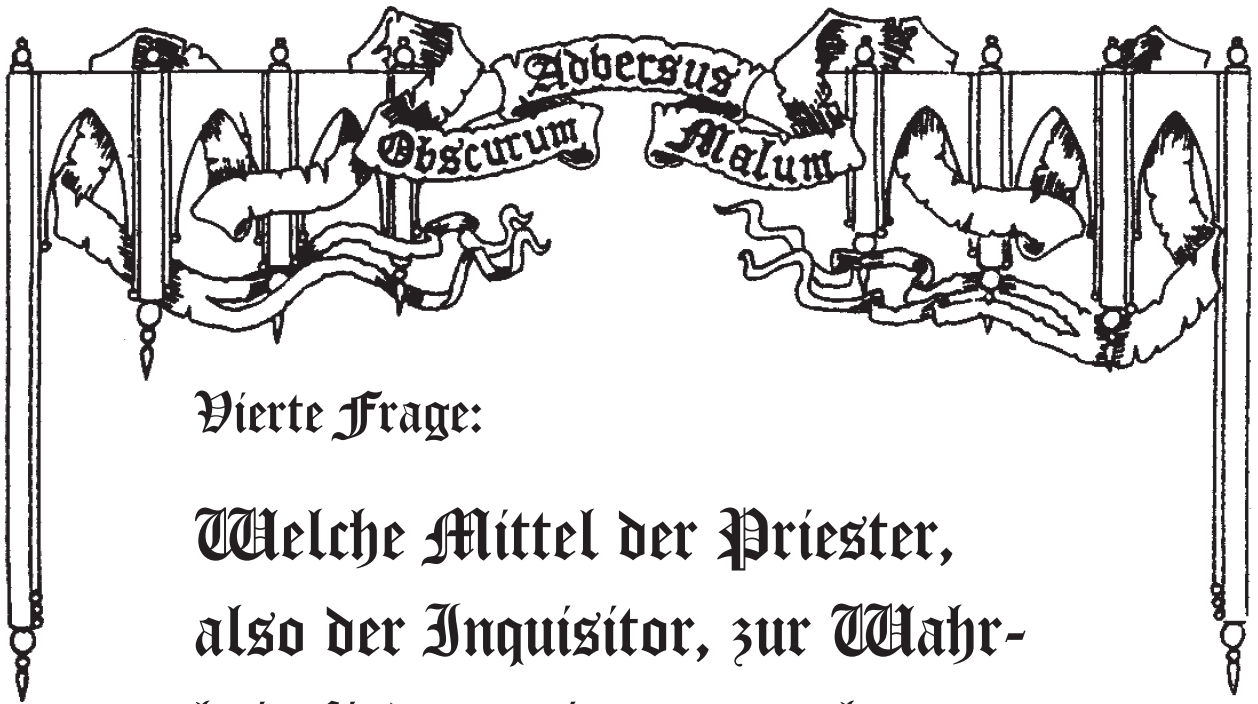 Adversus
Obscurum Malum
Vierte Frage:
Welche Mittel der Priester,
also der Inquisitor, zur Wahr-